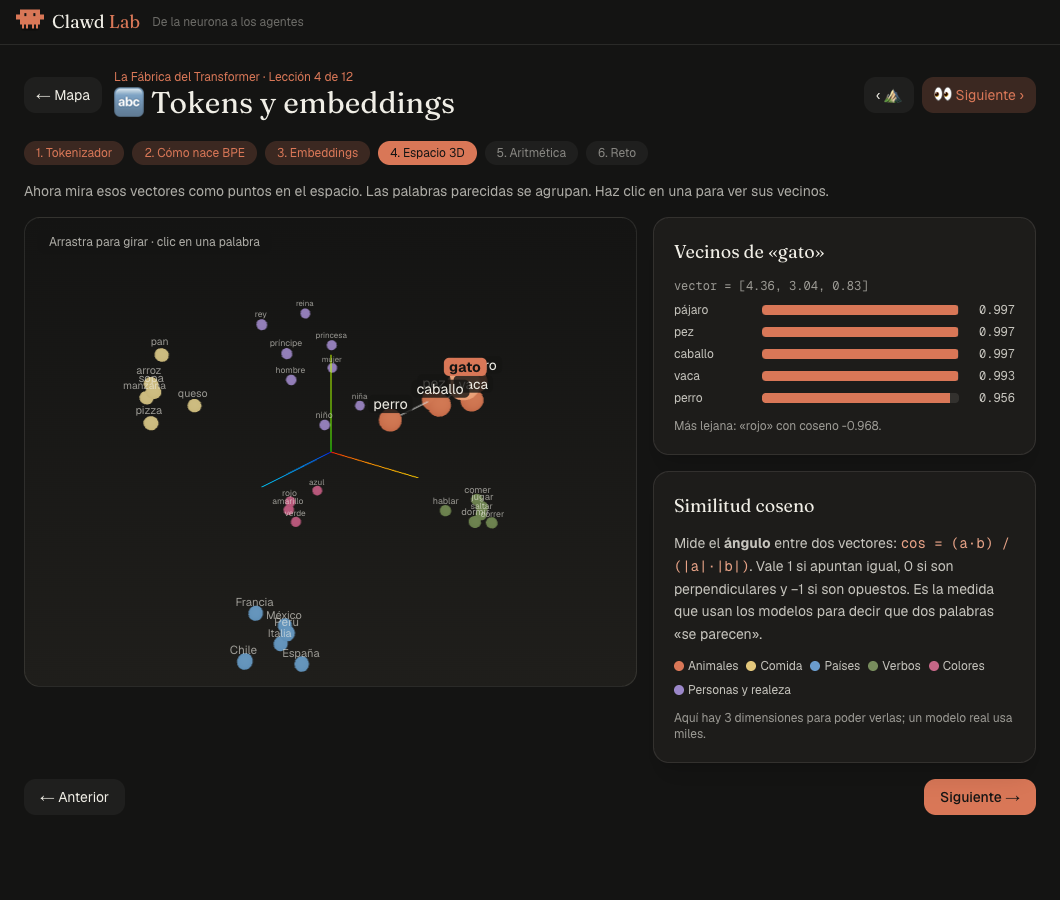 Clawd Lab De la neurona a los agentes
← Mapa
La Fábrica del Transformer · Lección 4 de 12
abc Tokens y embeddings
‹
Siguiente ›
1. Tokenizador 2. Cómo nace BPE 3. Embeddings 4. Espacio 3D 5. Aritmética 6. Reto
Ahora mira esos vectores como puntos en el espacio. Las palabras parecidas se agrupan. Haz clic en una para ver sus vecinos.
Arrastra para girar · clic en una palabra
reina
rey
princesa
pan
príncipe
mujer
arroz
sopa
manzana
hombre
gato
caballo
queso
niña
perro
pizza
niño
azul
rojo
amarillo
verde
comer
jugar
hablar
saltar
dormir
correr
Francia
México
Perú
Italia
Chile
España
Vecinos de «gato»
vector = [4.36, 3.04, 0.83]
pájaro 0.997
pez 0.997
caballo 0.997
vaca 0.993
perro 0.956
Más lejana: «rojo» con coseno -0.968.
Similitud coseno
Mide el ángulo entre dos vectores: cos = (a·b) /
(|a|·|b|). Vale 1 si apuntan igual, 0 si son
perpendiculares y −1 si son opuestos. Es la medida
que usan los modelos para decir que dos palabras
«se parecen».
Animales Comida Países Verbos Colores
Personas y realeza
Aquí hay 3 dimensiones para poder verlas; un modelo real usa
miles.
← Anterior
Siguiente →